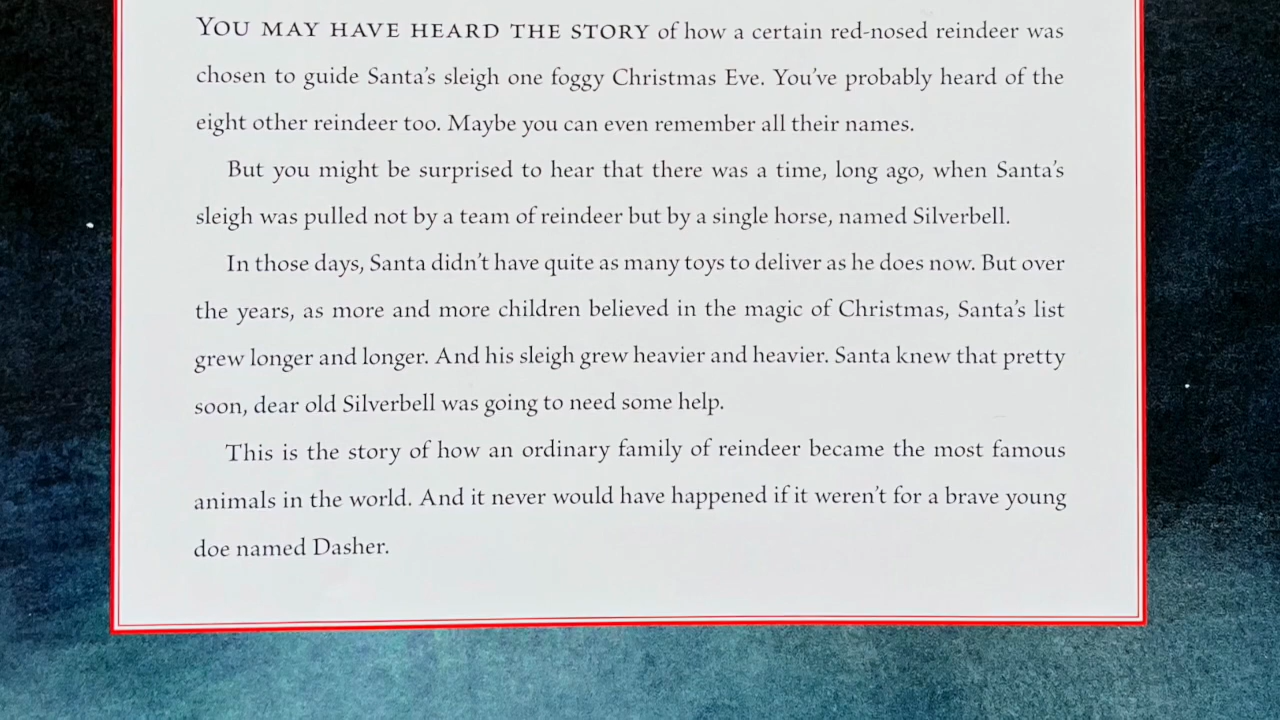 YOU MAY HAVE HEARD THE STORY of how a certain red-nosed reindeer was
chosen to guide Santa's sleigh one foggy Christmas Eve. You've probably heard of the
eight other reindeer too. Maybe you can even remember all their names.
But you might be surprised to hear that there was a time, long ago, when Santa's
sleigh was pulled not by a team of reindeer but by a single horse, named Silverbell.
In those days, Santa didn't have quite as many toys to deliver as he does now. But over
the years, as more and more children believed in the magic of Christmas, Santa's list
grew longer and longer. And his sleigh grew heavier and heavier. Santa knew that pretty
soon, dear old Silverbell was going to need some help.
This is the story of how an ordinary family of reindeer became the most famous
animals in the world. And it never would have happened if it weren't for a brave young
doe named Dasher.